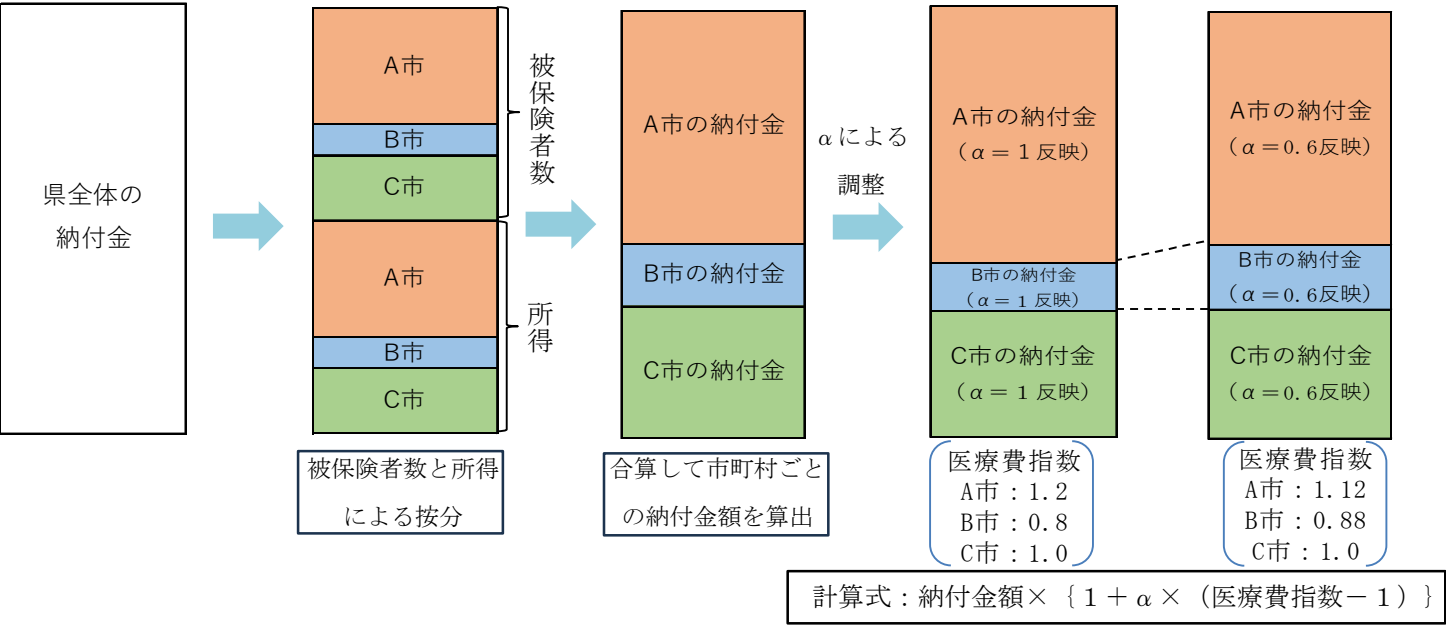 県全体の
納付金
A市
B市
C市
A市
B市
C市
被保険者数
所得
被保険者数と所得
による按分
A市の納付金
B市の納付金
C市の納付金
合算して市町村ごと
の納付金額を算出
αによる
調整
A市の納付金
(α＝１反映)
B市の納付金
(α＝１反映)
C市の納付金
(α＝１反映)
医療費指数
A市：1.2
B市：0.8
C市：1.0
A市の納付金
(α＝0.6反映)
B市の納付金
(α＝0.6反映)
C市の納付金
(α＝0.6反映)
医療費指数
A市：1.12
B市：0.88
C市：1.0
計算式：納付金額×｛１＋α×（医療費指数－１）｝